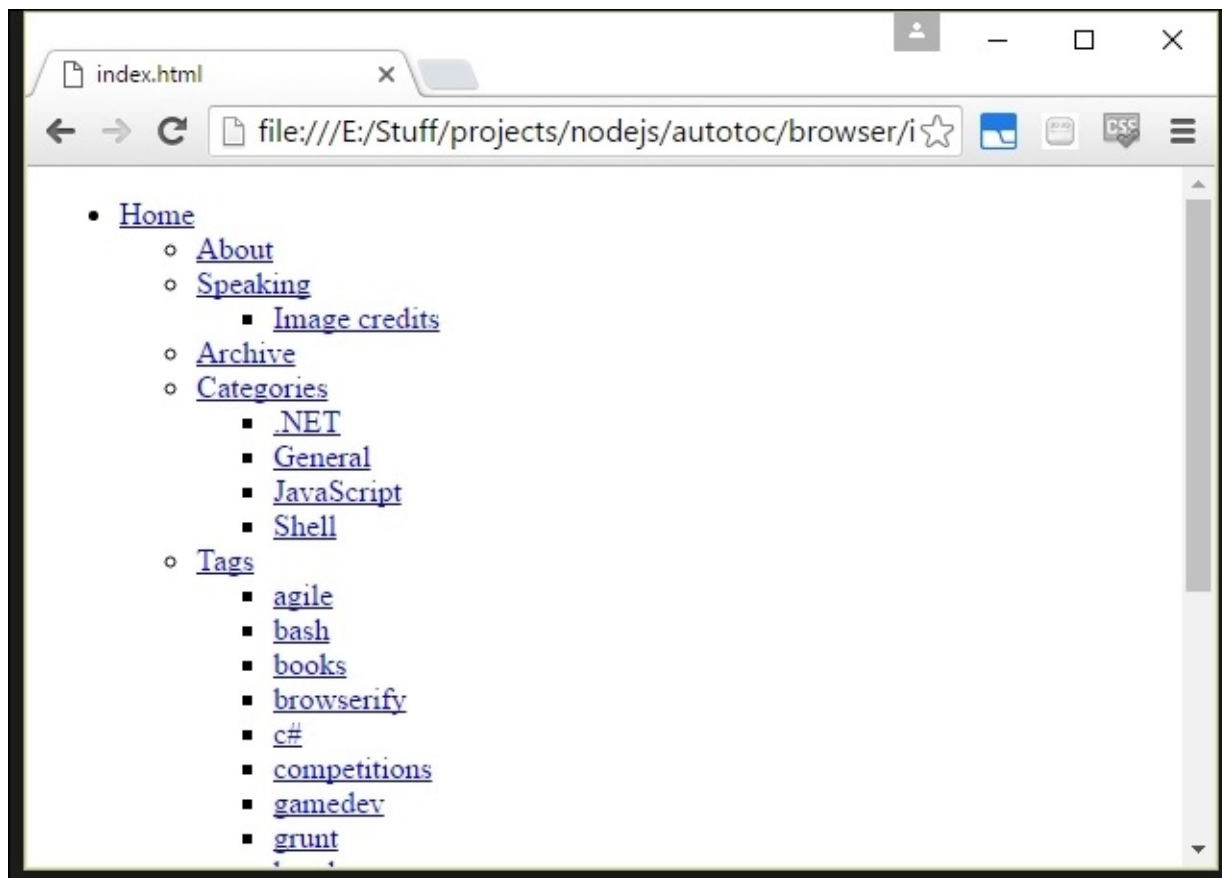 index.html
file:///E:/Stuff/projects/nodejs/autotoc/browser/i
CSS
Home
About
Speaking
Image credits
Archive
Categories
.NET
General
JavaScript
Shell
Tags
agile
bash
books
browserify
c#
competitions
gamedev
grunt